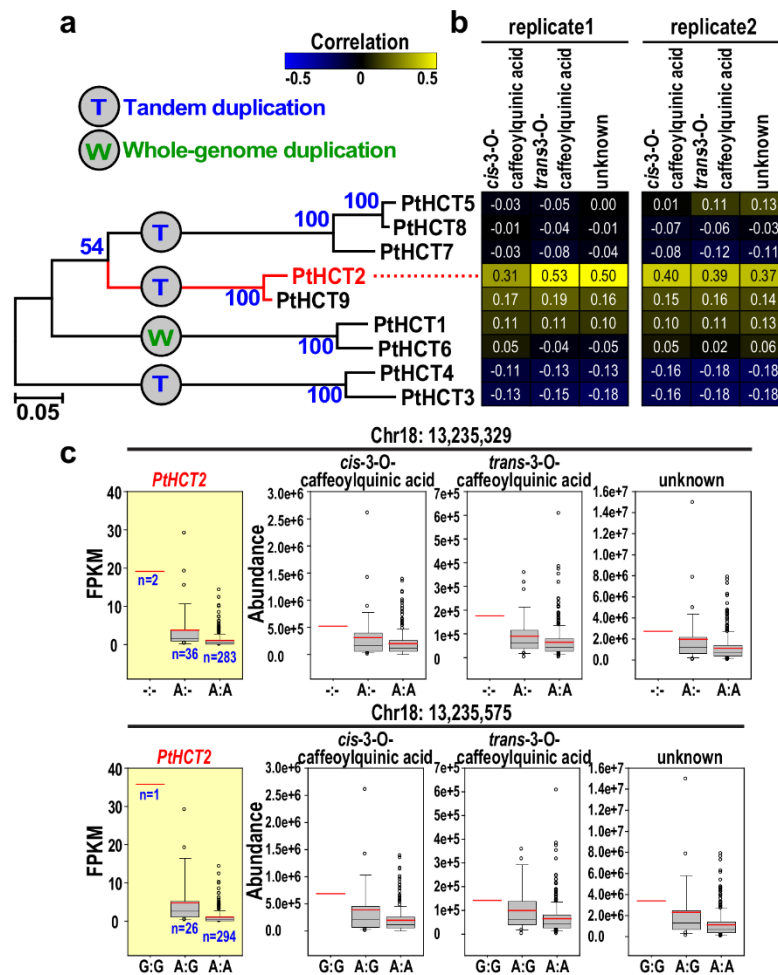 a
Correlation
-0.5 0 0.5
T Tandem duplication
W Whole-genome duplication
54
100
100
100
100
100
T
T
W
T
PtHCT5
PtHCT8
PtHCT7
PtHCT2
PtHCT9
PtHCT1
PtHCT6
PtHCT4
PtHCT3
0.05
b
replicate1 replicate2
cis-3-O-caffeoylquinic acid
trans3-O-caffeoylquinic acid
unknown
cis-3-O-caffeoylquinic acid
trans3-O-caffeoylquinic acid
unknown
-0.03 -0.05 0.00 0.01 0.11 0.13
-0.01 -0.04 -0.01 -0.07 -0.06 -0.03
-0.03 -0.08 -0.04 -0.08 -0.12 -0.11
0.31 0.53 0.50 0.40 0.39 0.37
0.17 0.19 0.16 0.15 0.16 0.14
0.11 0.11 0.10 0.10 0.11 0.13
0.05 -0.04 -0.05 0.05 0.02 0.06
-0.11 -0.13 -0.13 -0.16 -0.18 -0.18
-0.13 -0.15 -0.18 -0.16 -0.18 -0.18
c
Chr18: 13,235,329
PtHCT2
FPKM
40
30
20
10
0
n=2
n=36
n=283
-:- A:- A:A
cis-3-O-
caffeoylquinic acid
Abundance
3.0e+6
2.5e+6
2.0e+6
1.5e+6
1.0e+6
5.0e+5
0.0
-:- A:- A:A
trans-3-O-
caffeoylquinic acid
7e+5
6e+5
5e+5
4e+5
3e+5
2e+5
1e+5
0
-:- A:- A:A
unknown
1.6e+7
1.4e+7
1.2e+7
1.0e+7
8.0e+6
6.0e+6
4.0e+6
2.0e+6
0.0
-:- A:- A:A
Chr18: 13,235,575
PtHCT2
FPKM
40
30
20
10
0
n=1
n=26
n=294
G:G A:G A:A
cis-3-O-
caffeoylquinic acid
Abundance
3.0e+6
2.5e+6
2.0e+6
1.5e+6
1.0e+6
5.0e+5
0.0
G:G A:G A:A
trans-3-O-
caffeoylquinic acid
7e+5
6e+5
5e+5
4e+5
3e+5
2e+5
1e+5
0
G:G A:G A:A
unknown
1.6e+7
1.4e+7
1.2e+7
1.0e+7
8.0e+6
6.0e+6
4.0e+6
2.0e+6
0.0
G:G A:G A:A